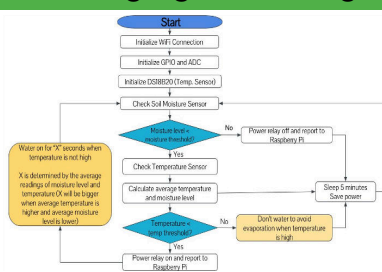 Start
Initialize WiFi Connection
Initialize GPIO and ADC
Initialize DS18B20 (Temp. Sensor)
Check Soil Moisture Sensor
Moisture level <
moisture threshold?
No
Power relay off and report to
Raspberry Pi
Yes
Check Temperature Sensor
Calculate average temperature
and moisture level
Sleep 5 minutes
Save power
Temperature <
temp threshold?
No
Don't water to avoid
evaporation when temperature
is high
Yes
Power relay on and report to
Raspberry Pi
Water on for "X" seconds when
temperature is not high
X is determined by the average
readings of moisture level and
temperature (X will be bigger
when average temperature is
higher and average moisture
level is lower)